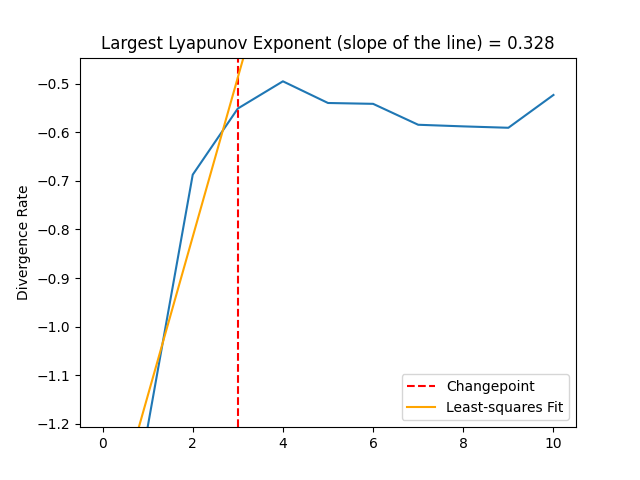 Largest Lyapunov Exponent (slope of the line) = 0.328
Divergence Rate
−0.5
−0.6
−0.7
−0.8
−0.9
−1.0
−1.1
−1.2
0 2 4 6 8 10
Changepoint
Least-squares Fit